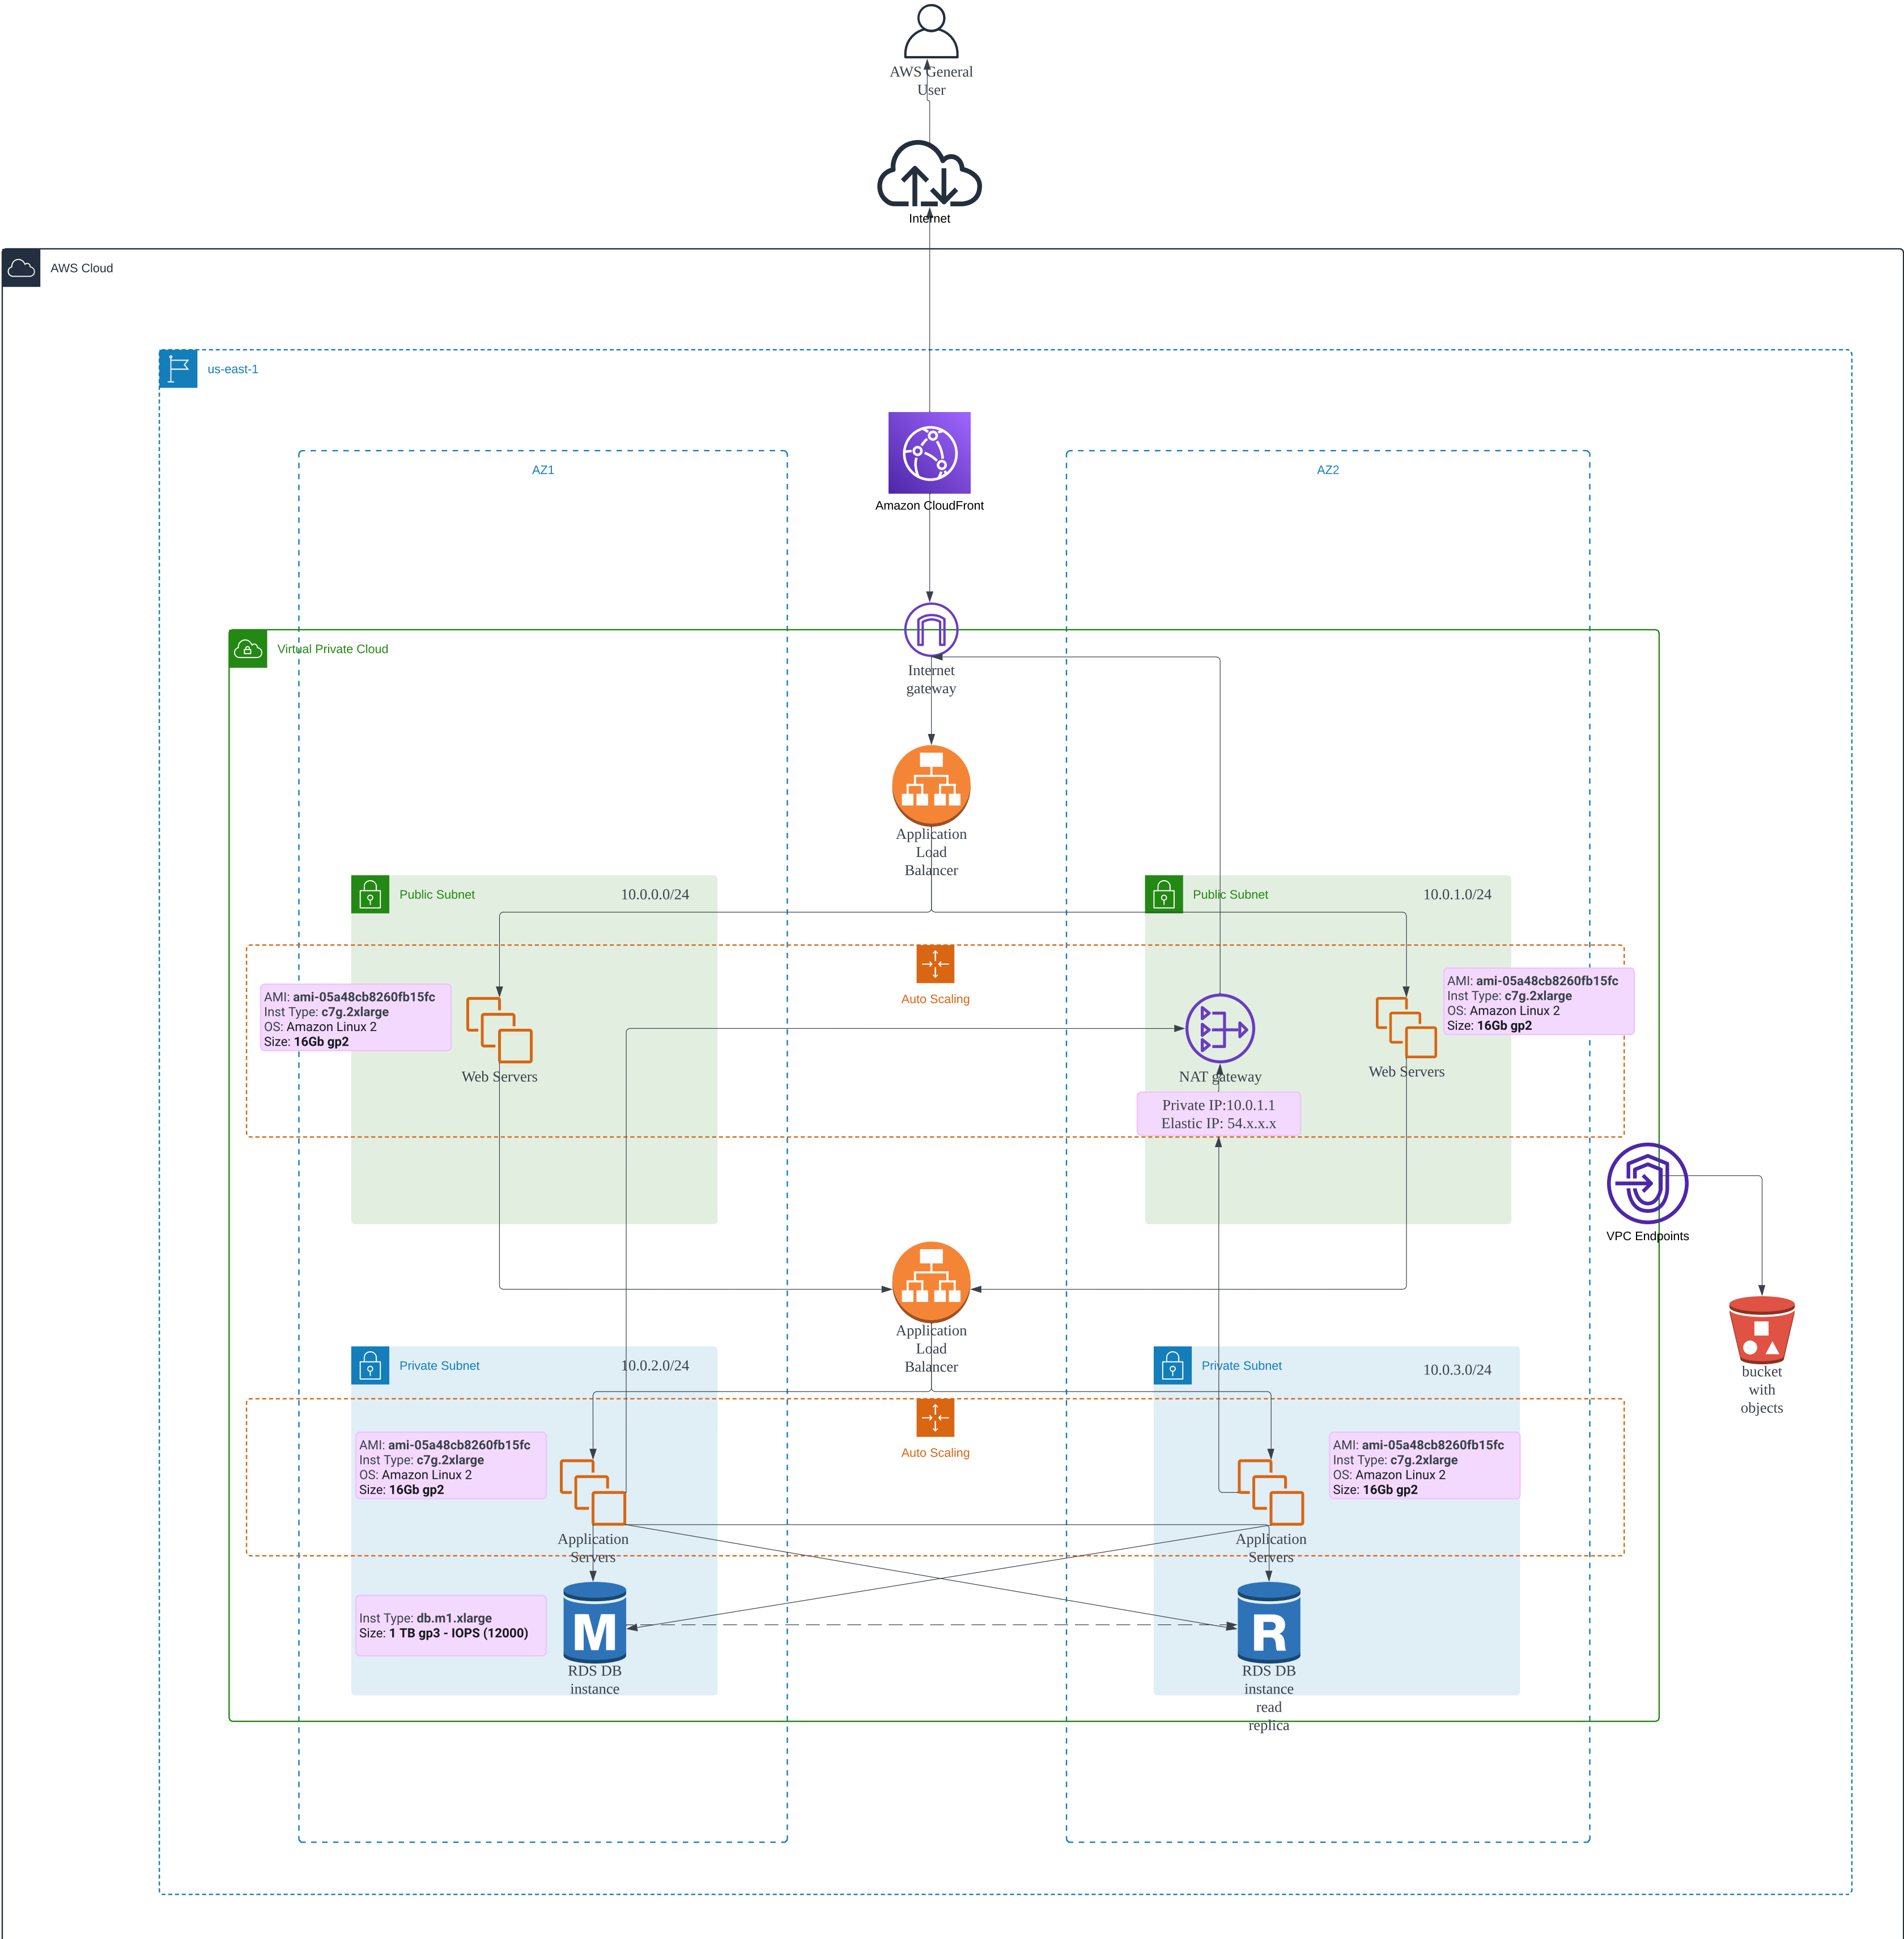 AWS General
User
Internet
AWS Cloud
us-east-1
AZ1
AZ2
Amazon CloudFront
Virtual Private Cloud
Internet
gateway
Application
Load
Balancer
Public Subnet
10.0.0.0/24
Public Subnet
10.0.1.0/24
Auto Scaling
AMI: ami-05a48cb8260fb15fc
Inst Type: c7g.2xlarge
OS: Amazon Linux 2
Size: 16Gb gp2
Web Servers
NAT gateway
Private IP:10.0.1.1
Elastic IP: 54.x.x.x
Web Servers
AMI: ami-05a48cb8260fb15fc
Inst Type: c7g.2xlarge
OS: Amazon Linux 2
Size: 16Gb gp2
VPC Endpoints
bucket
with
objects
Application
Load
Balancer
Private Subnet
10.0.2.0/24
Private Subnet
10.0.3.0/24
Auto Scaling
AMI: ami-05a48cb8260fb15fc
Inst Type: c7g.2xlarge
OS: Amazon Linux 2
Size: 16Gb gp2
Application
Servers
Application
Servers
AMI: ami-05a48cb8260fb15fc
Inst Type: c7g.2xlarge
OS: Amazon Linux 2
Size: 16Gb gp2
Inst Type: db.m1.xlarge
Size: 1 TB gp3 - IOPS (12000)
M
RDS DB
instance
R
RDS DB
instance
read
replica